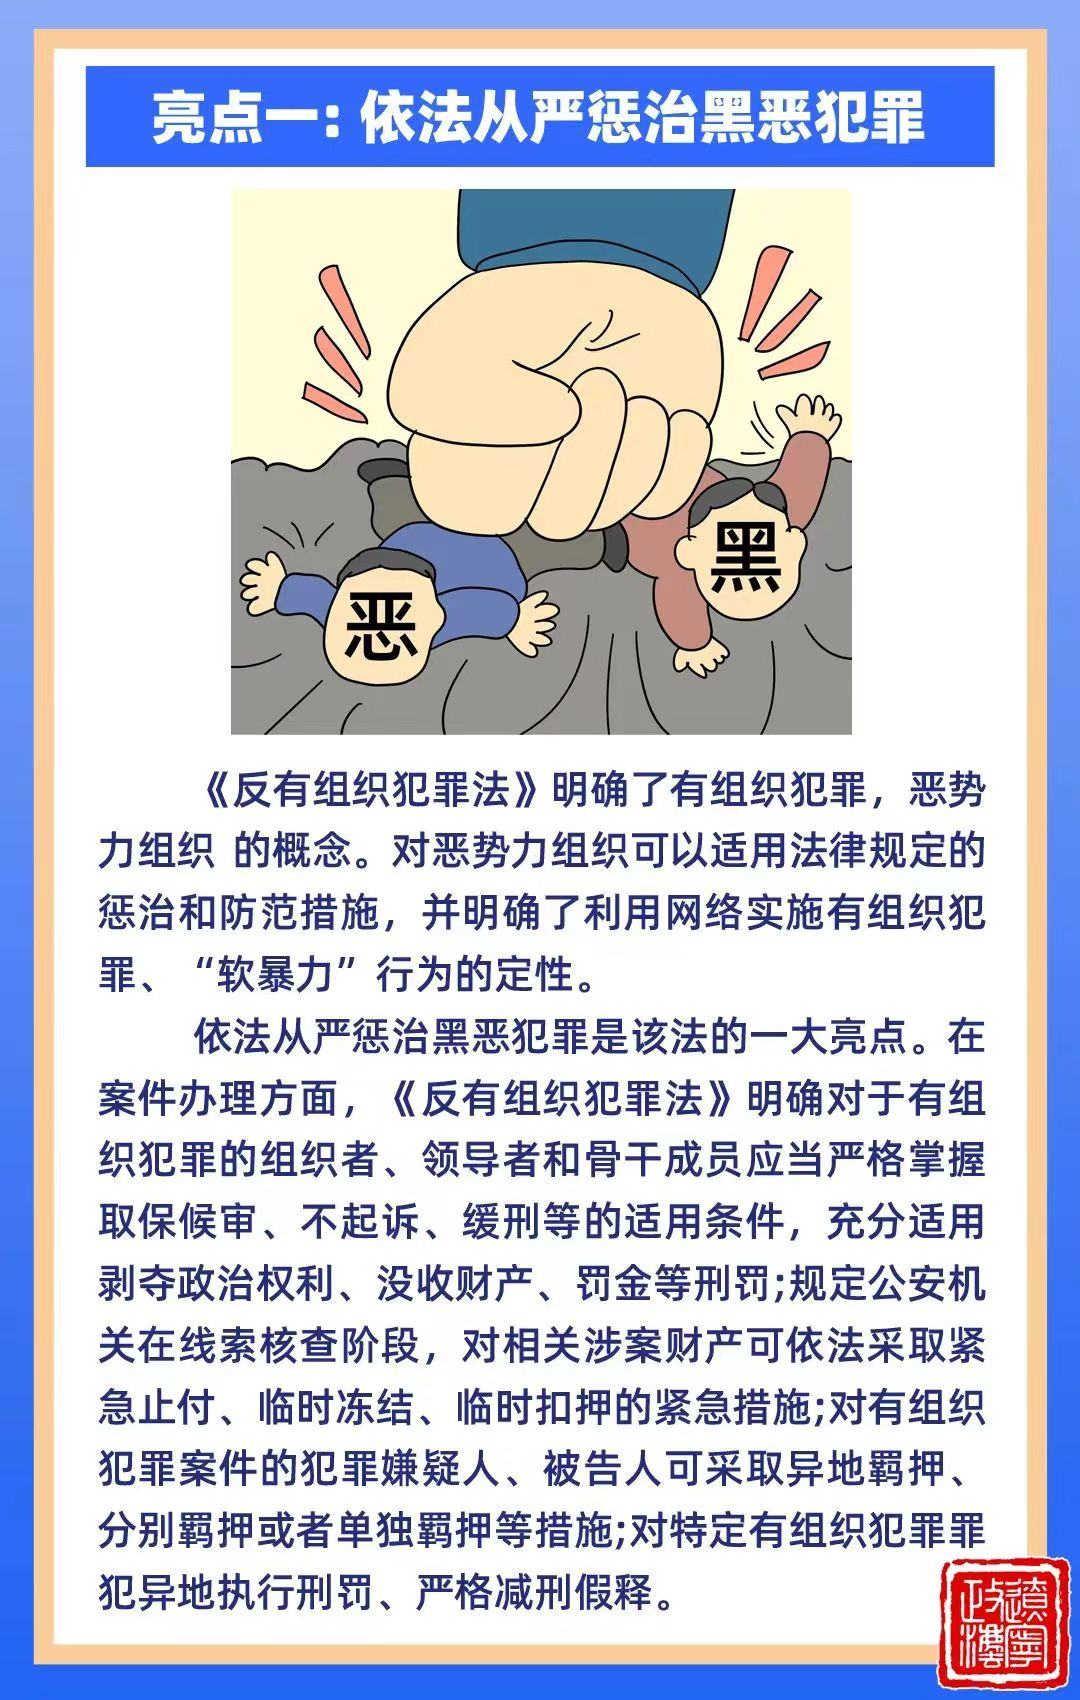 亮点一：依法从严惩治黑恶犯罪
恶
黑
《反有组织犯罪法》明确了有组织犯罪，恶势
力组织 的概念。对恶势力组织可以适用法律规定的
惩治和防范措施，并明确了利用网络实施有组织犯
罪、“软暴力”行为的定性。
依法从严惩治黑恶犯罪是该法的一大亮点。在
案件办理方面，《反有组织犯罪法》明确对于有组
织犯罪的组织者、领导者和骨干成员应当严格掌握
取保候审、不起诉、缓刑等的适用条件，充分适用
剥夺政治权利、没收财产、罚金等刑罚;规定公安机
关在线索核查阶段，对相关涉案财产可依法采取紧
急止付、临时冻结、临时扣押的紧急措施;对有组织
犯罪案件的犯罪嫌疑人、被告人可采取异地羁押、
分别羁押或者单独羁押等措施;对特定有组织犯罪罪
犯异地执行刑罚、严格减刑假释。
辽宁
政法